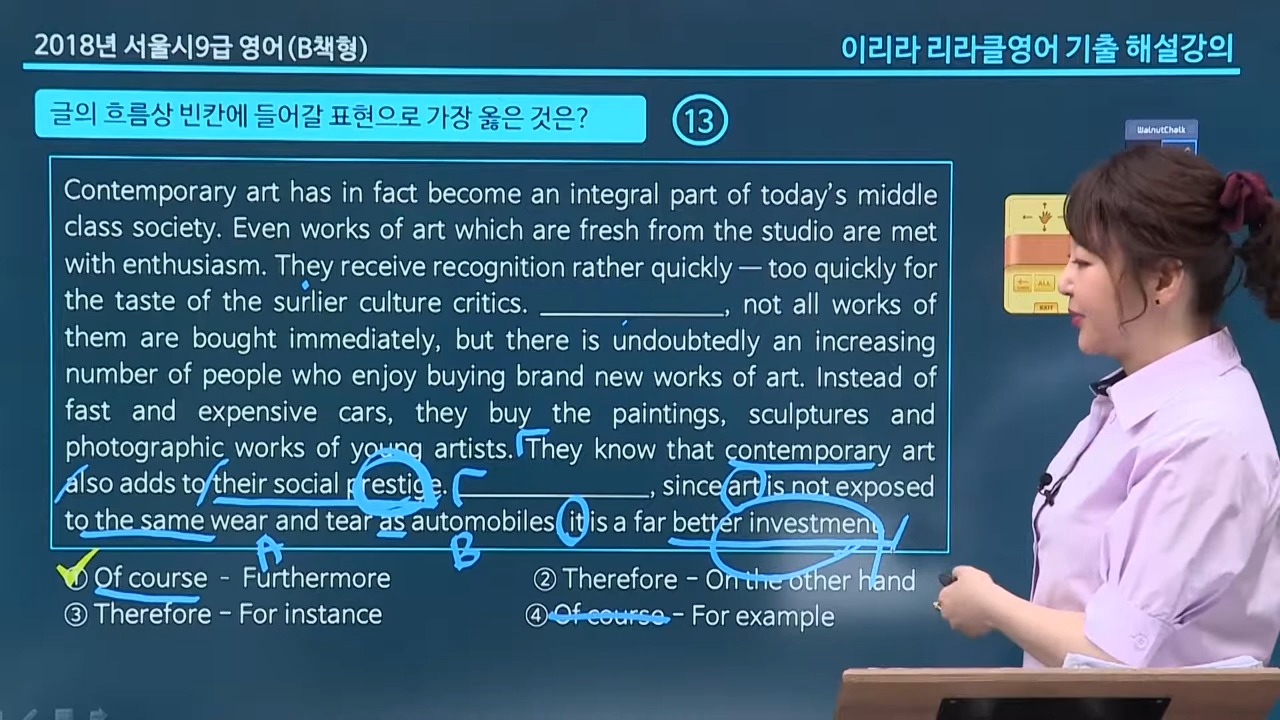 2018년 서울시9급 영어(B책형)
이리라 리라클영어 기출 해설강의
글의 흐름상 빈칸에 들어갈 표현으로 가장 옳은 것은?
13
WalnutChalk
Contemporary art has in fact become an integral part of today's middle
class society. Even works of art which are fresh from the studio are met
with enthusiasm. They receive recognition rather quickly — too quickly for
the taste of the surlier culture critics. ____________, not all works of
them are bought immediately, but there is undoubtedly an increasing
number of people who enjoy buying brand new works of art. Instead of
fast and expensive cars, they buy the paintings, sculptures and
photographic works of young artists. They know that contemporary art
also adds to their social prestige. ____________, since art is not exposed
to the same wear and tear as automobiles, it is a far better investment.
A
B
① Of course - Furthermore
② Therefore - On the other hand
③ Therefore - For instance
④ Of course - For example
ALL
EXIT